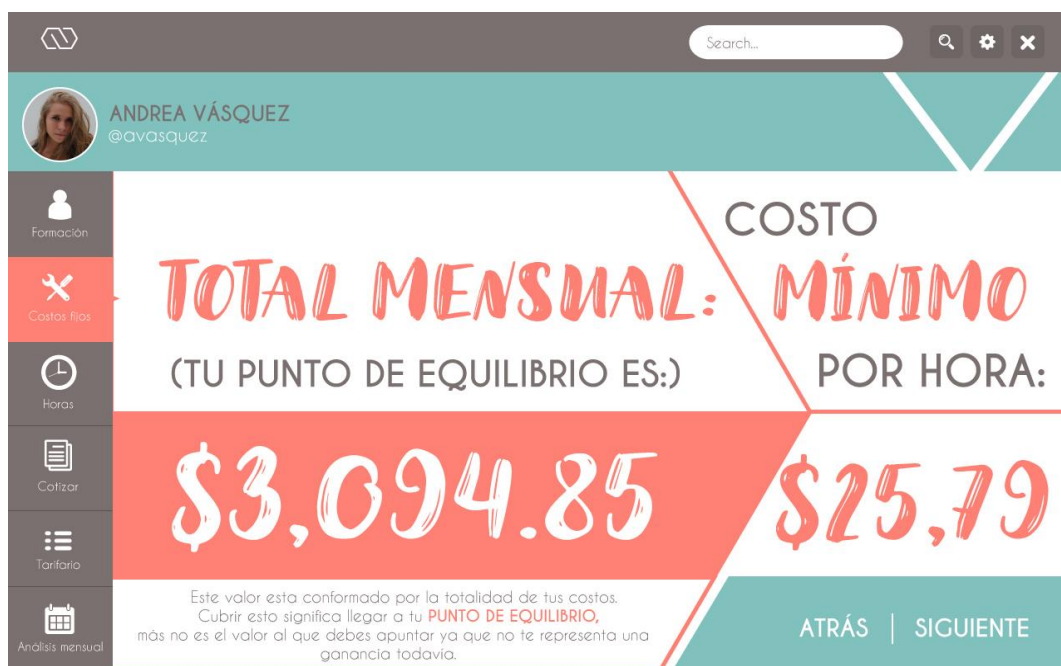 Search...
ANDREA VÁSQUEZ
@avasquez
Formación
Costos fijos
Horas
Cotizar
Tarifario
Análisis mensual
TOTAL MENSUAL:
(TU PUNTO DE EQUILIBRIO ES:)
$3,094.85
Este valor esta conformado por la totalidad de tus costos.
Cubrir esto significa llegar a tu PUNTO DE EQUILIBRIO,
más no es el valor al que debes apuntar ya que no te representa una
ganancia todavía.
COSTO
MÍNIMO
POR HORA:
$25,79
ATRÁS | SIGUIENTE